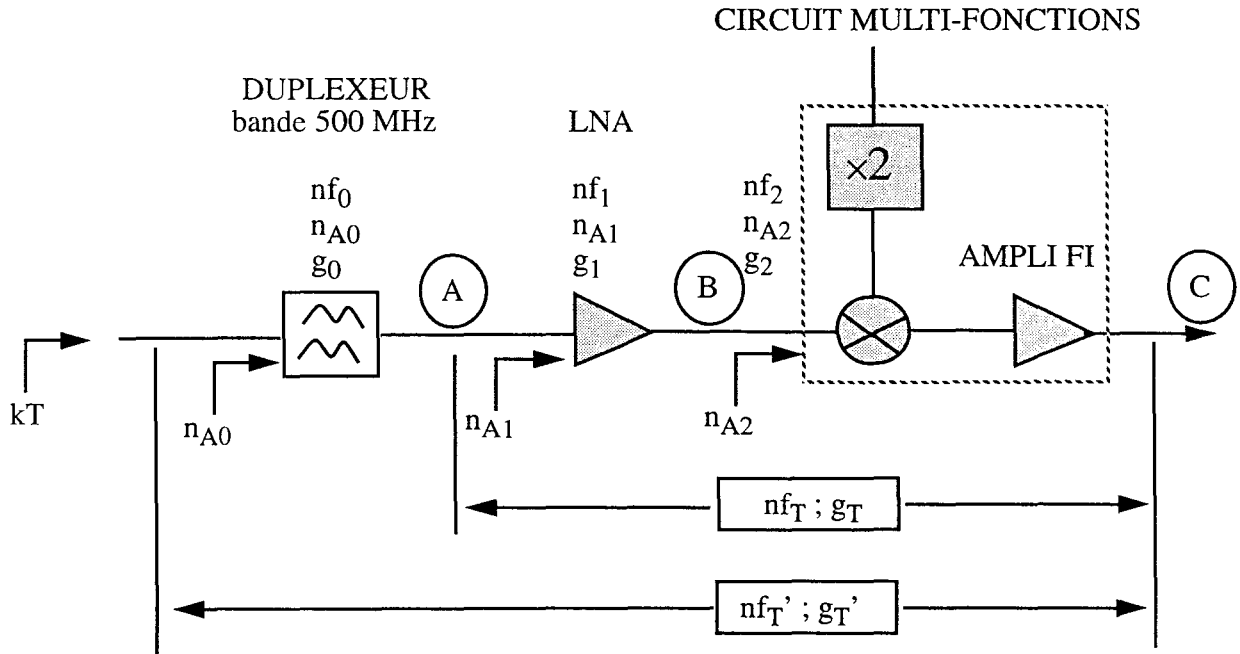 CIRCUIT MULTI-FONCTIONS
DUPLEXEUR
bande 500 MHz
LNA
×2
nf0
nA0
g0
nf1
nA1
g1
nf2
nA2
g2
AMPLI FI
A
B
C
kT
nA0
nA1
nA2
nfT ; gT
nfT' ; gT'